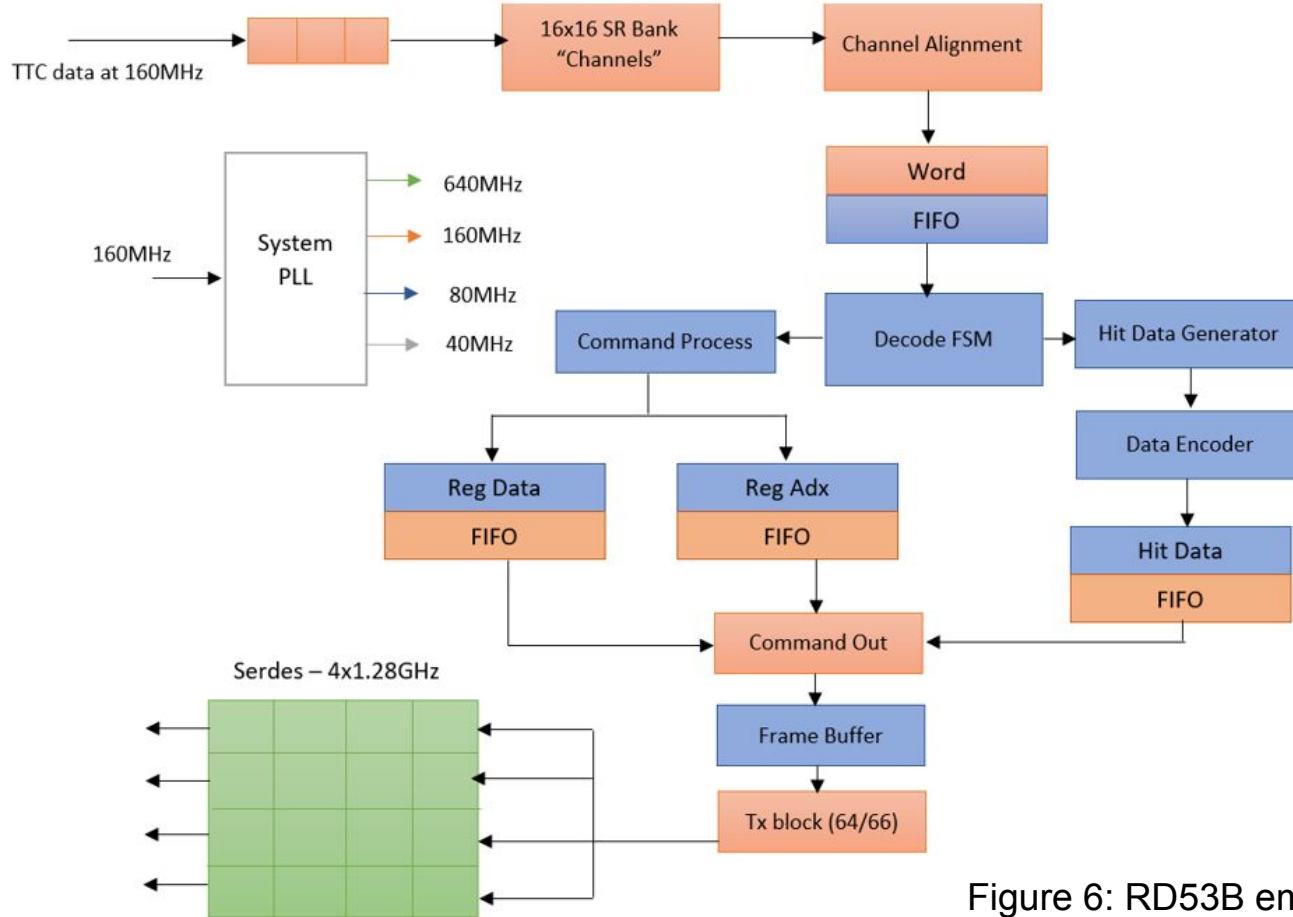 TTC data at 160MHz
16x16 SR Bank
“Channels”
Channel Alignment
Word
FIFO
160MHz
System
PLL
640MHz
160MHz
80MHz
40MHz
Command Process
Decode FSM
Hit Data Generator
Data Encoder
Reg Data
FIFO
Reg Adx
FIFO
Hit Data
FIFO
Command Out
Serdes – 4x1.28GHz
Frame Buffer
Tx block (64/66)
Figure 6: RD53B em